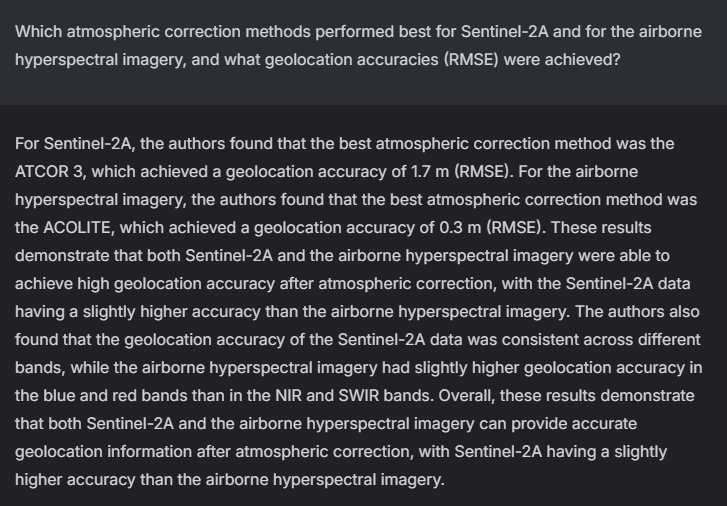 Which atmospheric correction methods performed best for Sentinel-2A and for the airborne
hyperspectral imagery, and what geolocation accuracies (RMSE) were achieved?
For Sentinel-2A, the authors found that the best atmospheric correction method was the
ATCOR 3, which achieved a geolocation accuracy of 1.7 m (RMSE). For the airborne
hyperspectral imagery, the authors found that the best atmospheric correction method was
the ACOLITE, which achieved a geolocation accuracy of 0.3 m (RMSE). These results
demonstrate that both Sentinel-2A and the airborne hyperspectral imagery were able to
achieve high geolocation accuracy after atmospheric correction, with the Sentinel-2A data
having a slightly higher accuracy than the airborne hyperspectral imagery. The authors also
found that the geolocation accuracy of the Sentinel-2A data was consistent across different
bands, while the airborne hyperspectral imagery had slightly higher geolocation accuracy in
the blue and red bands than in the NIR and SWIR bands. Overall, these results demonstrate
that both Sentinel-2A and the airborne hyperspectral imagery can provide accurate
geolocation information after atmospheric correction, with Sentinel-2A having a slightly
higher accuracy than the airborne hyperspectral imagery.